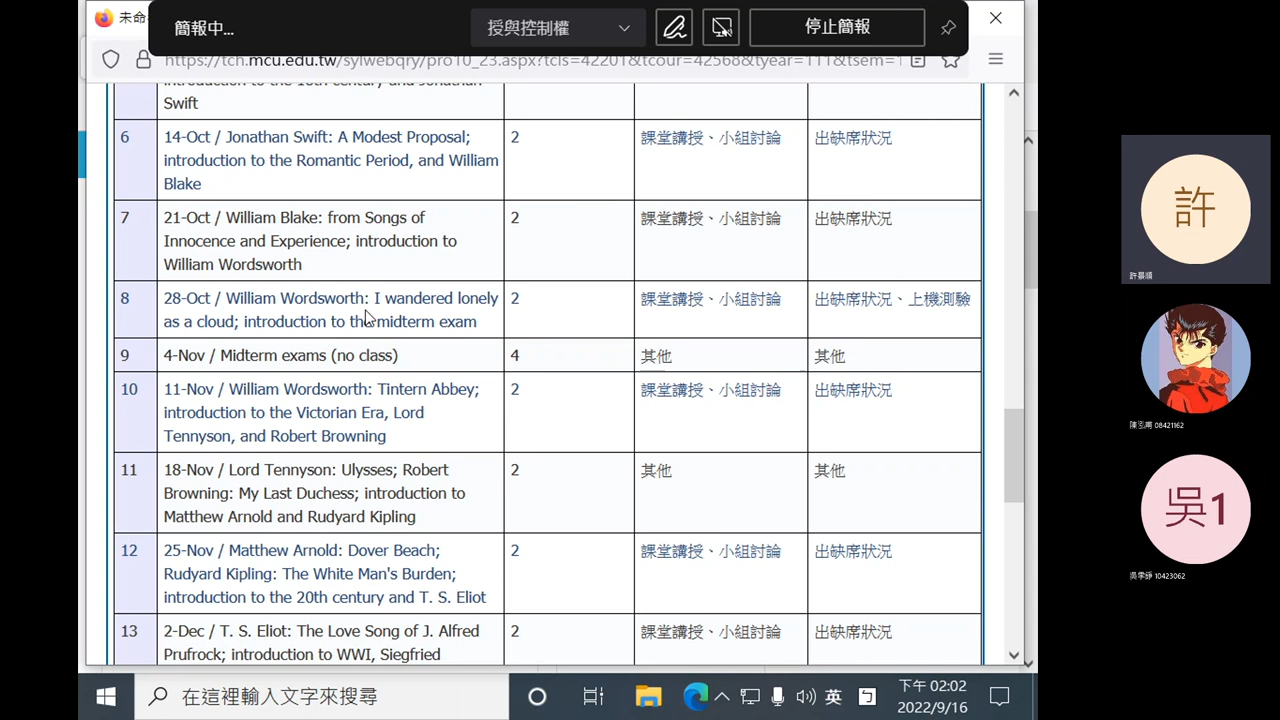 未命
簡報中...
授與控制權
停止簡報
https://tch.mcu.edu.tw/sylwebqry/pro10_23.aspx?tcls=42201&tcour=42568&tyear=111&tsem=1
introduction to the 18th century and Jonathan
Swift
6
14-Oct / Jonathan Swift: A Modest Proposal;
introduction to the Romantic Period, and William
Blake
2
課堂講授、小組討論
出缺席狀況
7
21-Oct / William Blake: from Songs of
Innocence and Experience; introduction to
William Wordsworth
2
課堂講授、小組討論
出缺席狀況
8
28-Oct / William Wordsworth: I wandered lonely
as a cloud; introduction to the midterm exam
2
課堂講授、小組討論
出缺席狀況、上機測驗
9
4-Nov / Midterm exams (no class)
4
其他
其他
10
11-Nov / William Wordsworth: Tintern Abbey;
introduction to the Victorian Era, Lord
Tennyson, and Robert Browning
2
課堂講授、小組討論
出缺席狀況
11
18-Nov / Lord Tennyson: Ulysses; Robert
Browning: My Last Duchess; introduction to
Matthew Arnold and Rudyard Kipling
2
其他
其他
12
25-Nov / Matthew Arnold: Dover Beach;
Rudyard Kipling: The White Man's Burden;
introduction to the 20th century and T. S. Eliot
2
課堂講授、小組討論
出缺席狀況
13
2-Dec / T. S. Eliot: The Love Song of J. Alfred
Prufrock; introduction to WWI, Siegfried
2
課堂講授、小組討論
出缺席狀況
在這裡輸入文字來搜尋
英
下午 02:02
2022/9/16
許
08421162
吳1
10423062